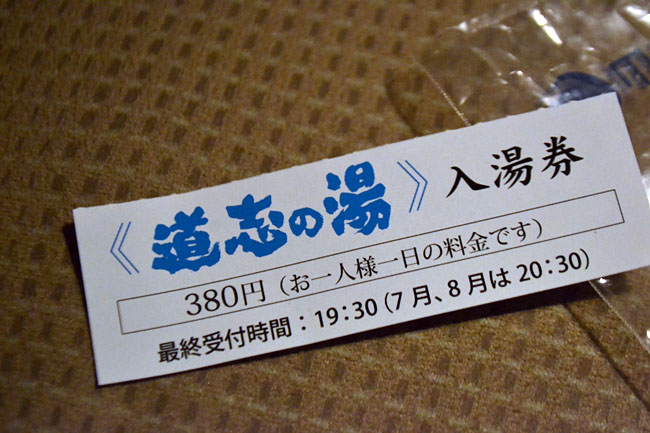 《道志の湯》入湯券
380円（お一人様一日の料金です）
最終受付時間：19:30（7月、8月は20:30）